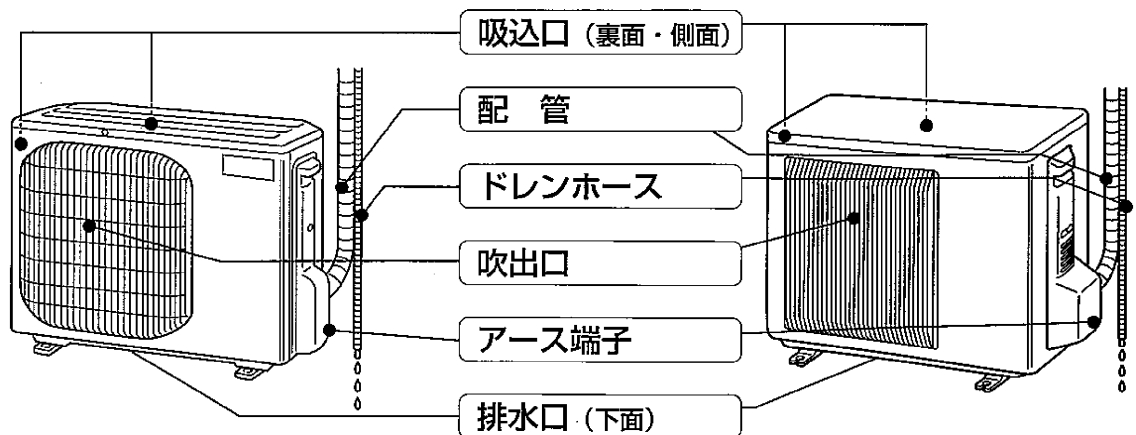 吸込口（裏面・側面）
配　管
ドレンホース
吹出口
アース端子
排水口（下面）